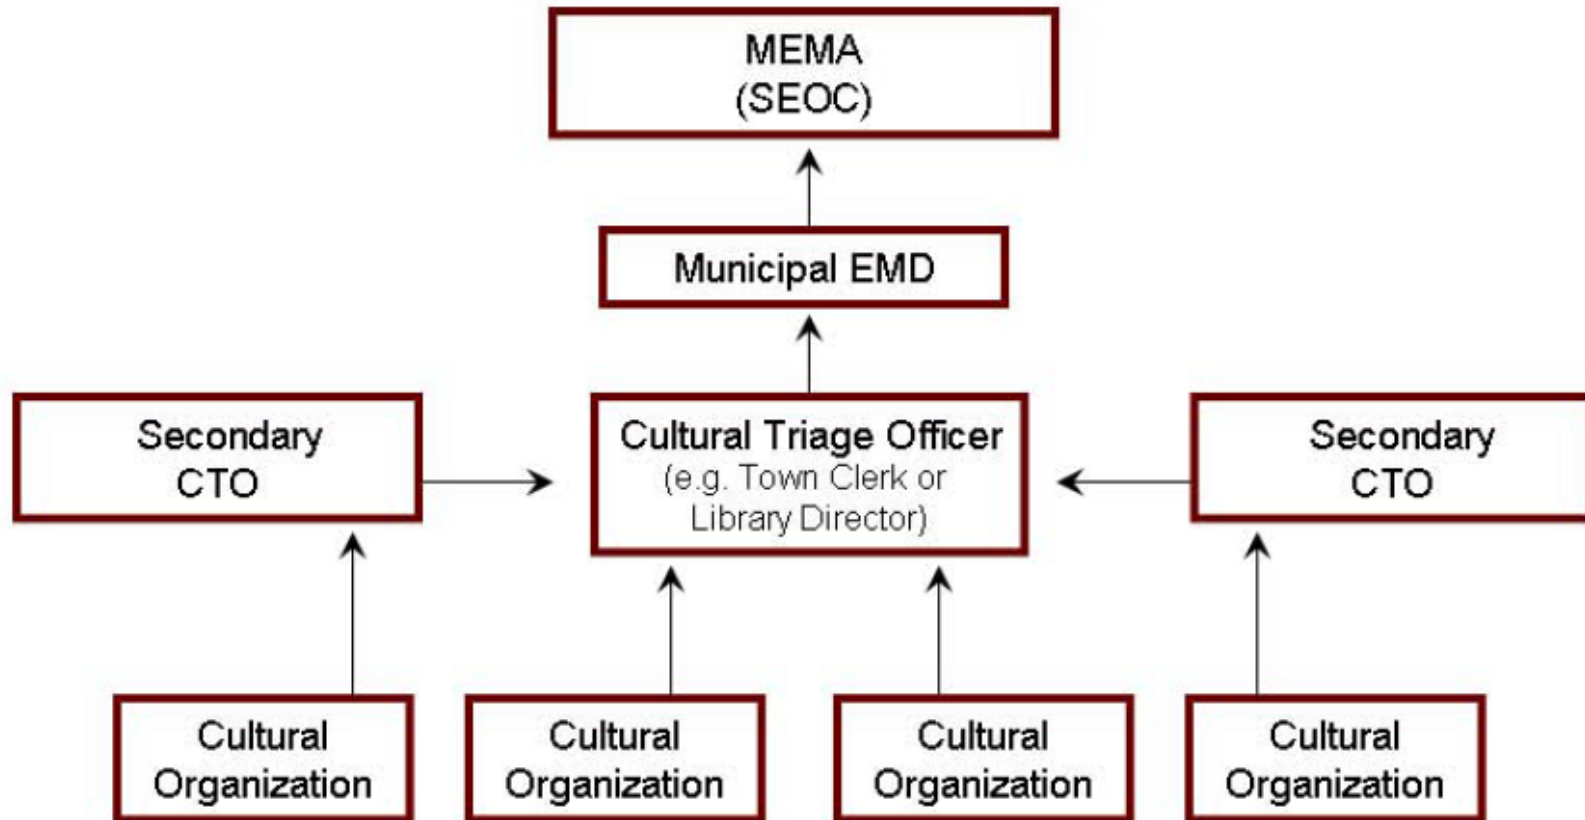 MEMA
(SEOC)
Municipal EMD
Secondary
CTO
Cultural Triage Officer
(e.g. Town Clerk or
Library Director)
Secondary
CTO
Cultural
Organization
Cultural
Organization
Cultural
Organization
Cultural
Organization